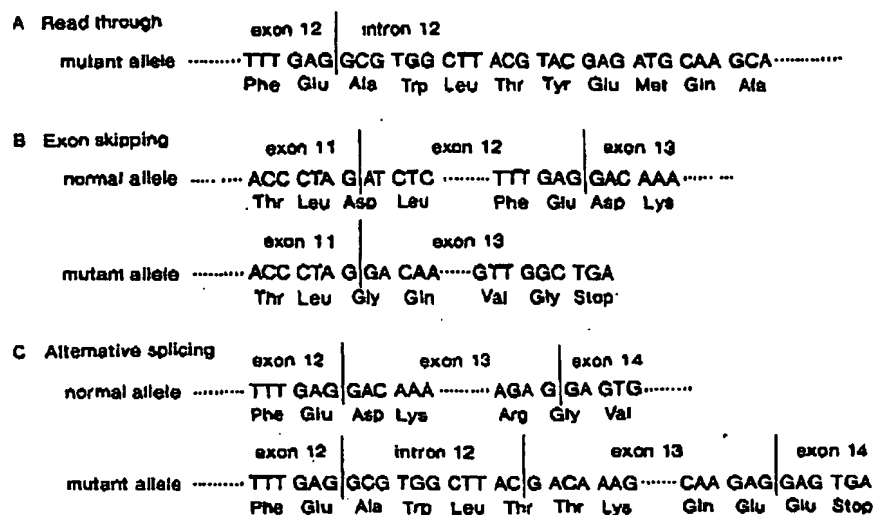 A Read through
exon 12 intron 12
mutant allele ·········TTT GAG GCG TGG CTT ACG TAC GAG ATG CAA GCA············
Phe Glu Ala Trp Leu Thr Tyr Glu Met Gln Ala
B Exon skipping
exon 11 exon 12 exon 13
normal allele ····· ····ACC CTA G AT CTC ········TTT GAG GAC AAA······ ···
Thr Leu Asp Leu Phe Glu Asp Lys
exon 11 exon 13
mutant allele ·········ACC CTA G GA CAA·····GTT GGC TGA
Thr Leu Gly Gln Val Gly Stop
C Alternative splicing
exon 12 exon 13 exon 14
normal allele ········· TTT GAG GAC AAA ········AGA G GA GTG·········
Phe Glu Asp Lys Arg Gly Val
exon 12 intron 12 exon 13 exon 14
mutant allele ········· TTT GAG GCG TGG CTT AC G ACA AAG······CAA GAG GAG TGA
Phe Glu Ala Trp Leu Thr Thr Lys Gln Glu Glu Stop